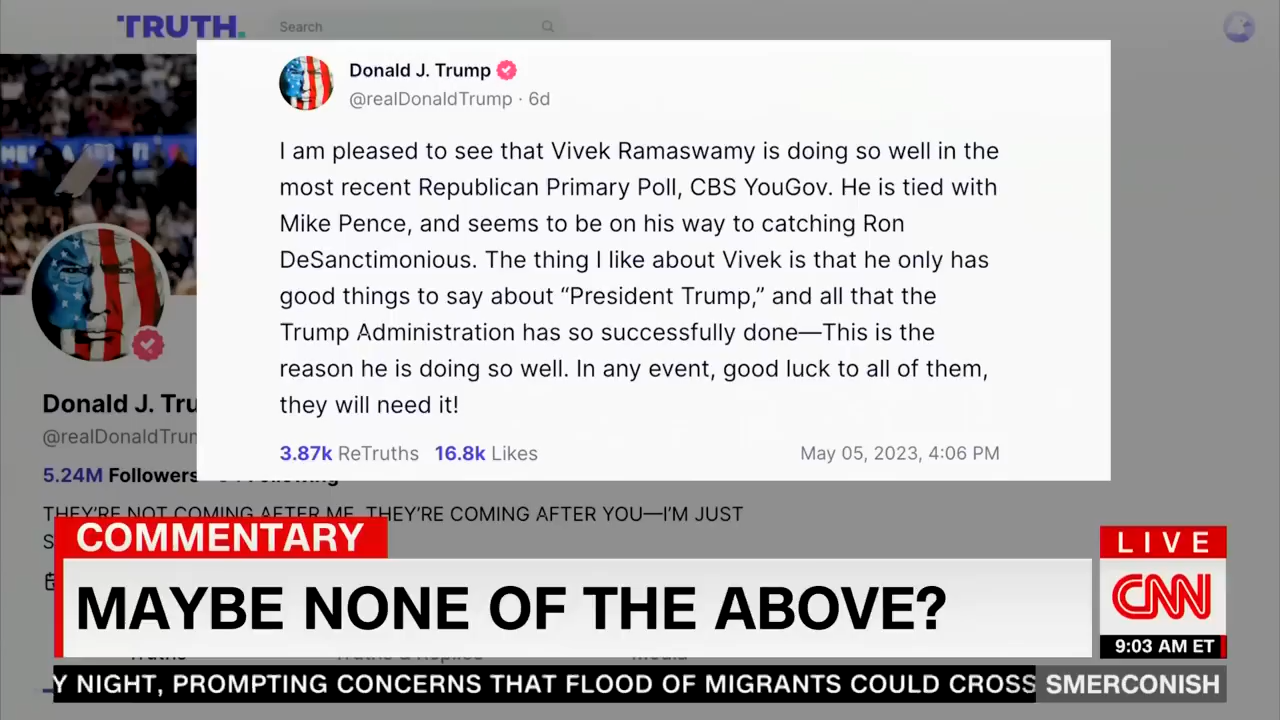 TRUTH.
Search
Donald J. Trump
@realDonaldTrump · 6d
I am pleased to see that Vivek Ramaswamy is doing so well in the
most recent Republican Primary Poll, CBS YouGov. He is tied with
Mike Pence, and seems to be on his way to catching Ron
DeSanctimonious. The thing I like about Vivek is that he only has
good things to say about “President Trump,” and all that the
Trump Administration has so successfully done—This is the
reason he is doing so well. In any event, good luck to all of them,
they will need it!
3.87k ReTruths 16.8k Likes
May 05, 2023, 4:06 PM
Donald J. Tru
@realDonaldTrun
5.24M Followers
THEY’RE NOT COMING AFTER ME, THEY’RE COMING AFTER YOU—I’M JUST
COMMENTARY
MAYBE NONE OF THE ABOVE?
LIVE
CNN
9:03 AM ET
Y NIGHT, PROMPTING CONCERNS THAT FLOOD OF MIGRANTS COULD CROSS
SMERCONISH